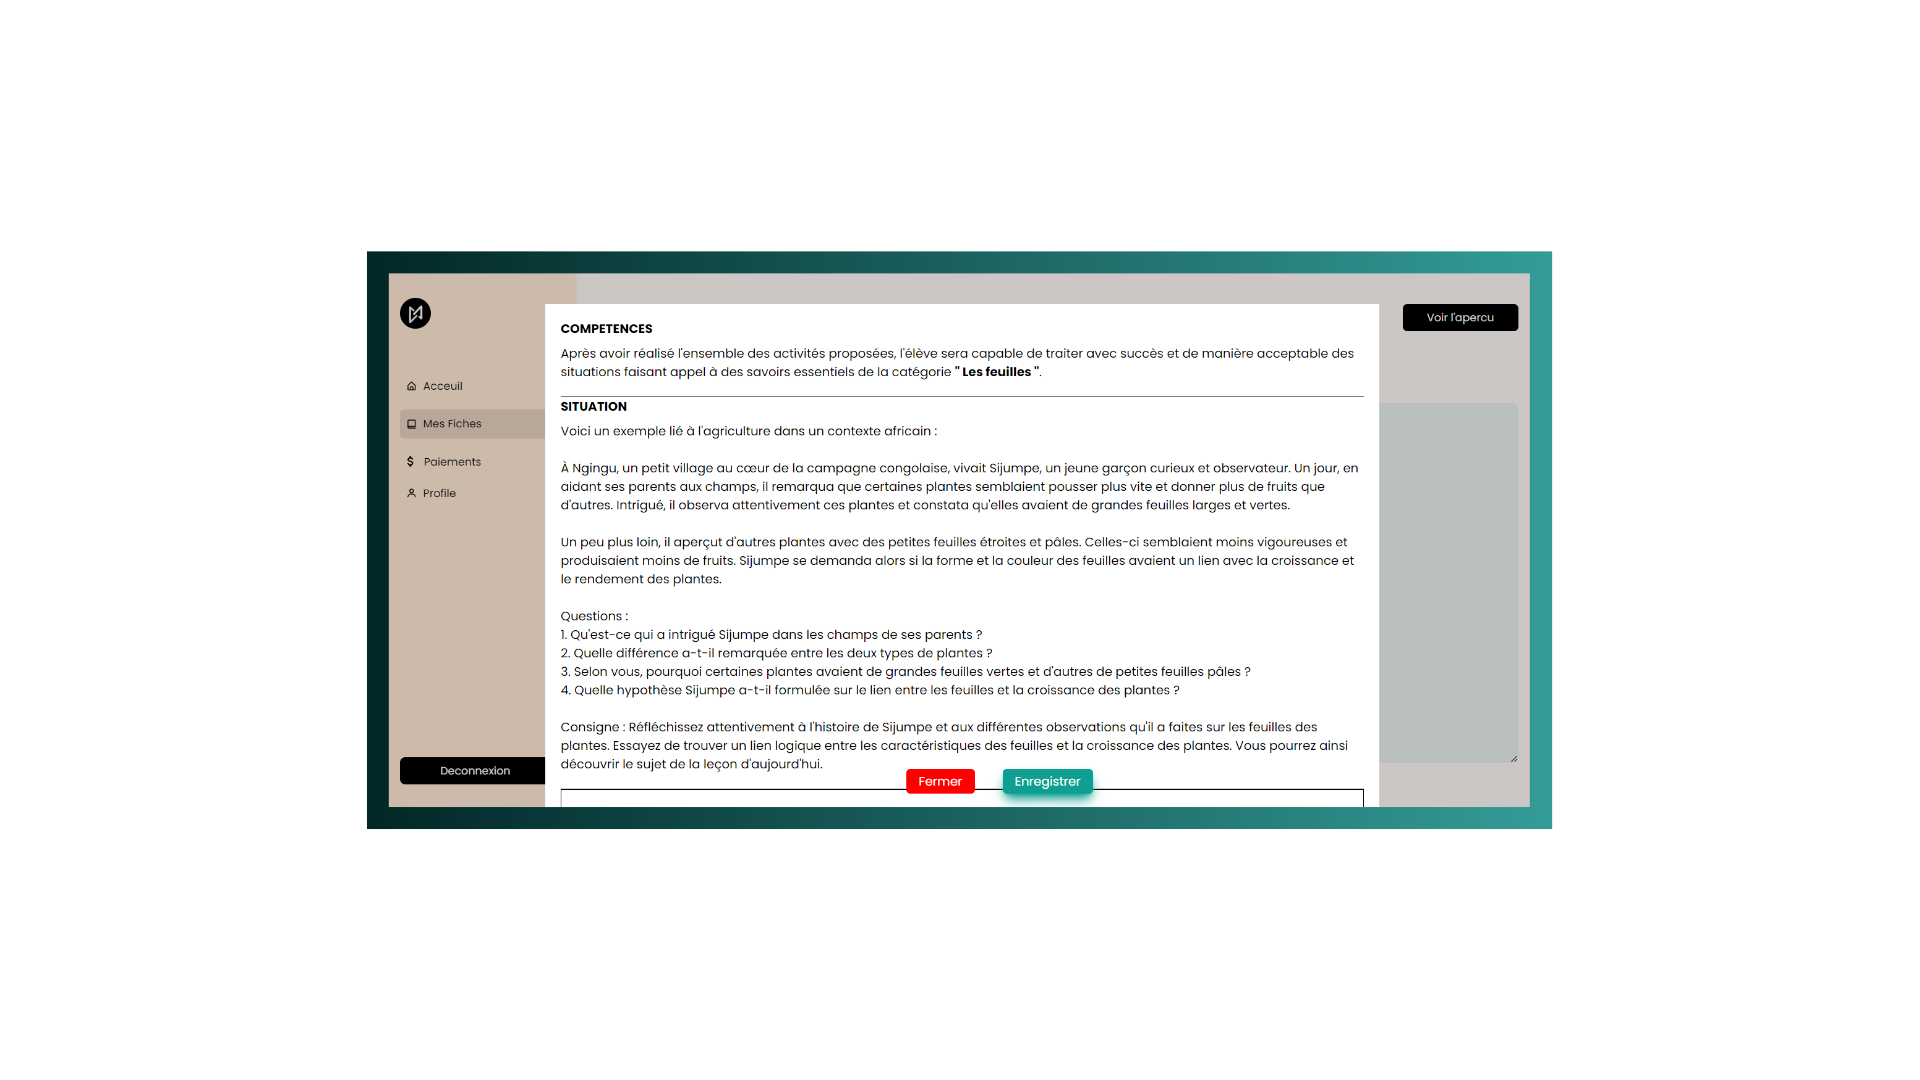 Voir l'apercu
Acceuil
Mes Fiches
Paiements
Profile
Deconnexion
COMPETENCES
Après avoir réalisé l'ensemble des activités proposées, l'élève sera capable de traiter avec succès et de manière acceptable des
situations faisant appel à des savoirs essentiels de la catégorie " Les feuilles ".
SITUATION
Voici un exemple lié à l'agriculture dans un contexte africain :
À Ngingu, un petit village au cœur de la campagne congolaise, vivait Sijumpe, un jeune garçon curieux et observateur. Un jour, en
aidant ses parents aux champs, il remarqua que certaines plantes semblaient pousser plus vite et donner plus de fruits que
d'autres. Intrigué, il observa attentivement ces plantes et constata qu'elles avaient de grandes feuilles larges et vertes.
Un peu plus loin, il aperçut d'autres plantes avec des petites feuilles étroites et pâles. Celles-ci semblaient moins vigoureuses et
produisaient moins de fruits. Sijumpe se demanda alors si la forme et la couleur des feuilles avaient un lien avec la croissance et
le rendement des plantes.
Questions :
1. Qu'est-ce qui a intrigué Sijumpe dans les champs de ses parents ?
2. Quelle différence a-t-il remarquée entre les deux types de plantes ?
3. Selon vous, pourquoi certaines plantes avaient de grandes feuilles vertes et d'autres de petites feuilles pâles ?
4. Quelle hypothèse Sijumpe a-t-il formulée sur le lien entre les feuilles et la croissance des plantes ?
Consigne : Réfléchissez attentivement à l'histoire de Sijumpe et aux différentes observations qu'il a faites sur les feuilles des
plantes. Essayez de trouver un lien logique entre les caractéristiques des feuilles et la croissance des plantes. Vous pourrez ainsi
découvrir le sujet de la leçon d'aujourd'hui.
Fermer
Enregistrer